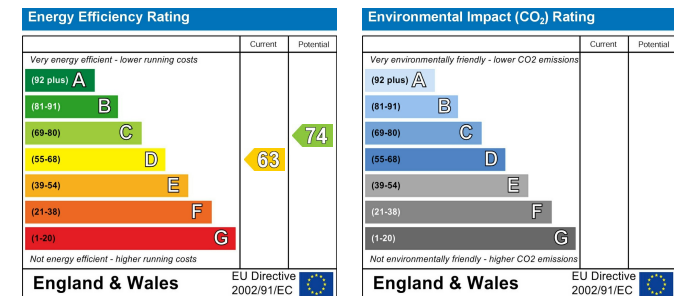 Energy Efficiency Rating
Current Potential
Very energy efficient - lower running costs
(92 plus) A
(81-91) B
(69-80) C
74
(55-68) D
63
(39-54) E
(21-38) F
(1-20) G
Not energy efficient - higher running costs
England & Wales
EU Directive
2002/91/EC
Environmental Impact (CO₂) Rating
Current Potential
Very environmentally friendly - lower CO2 emissions
(92 plus) A
(81-91) B
(69-80) C
(55-68) D
(39-54) E
(21-38) F
(1-20) G
Not environmentally friendly - higher CO2 emissions
England & Wales
EU Directive
2002/91/EC